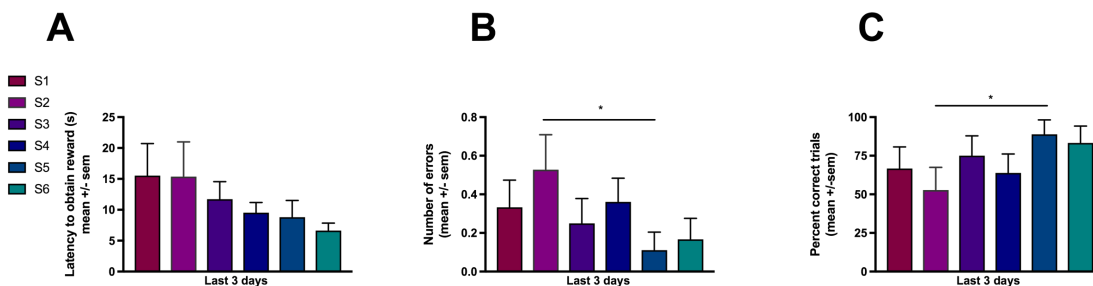 A
B
C
S1
S2
S3
S4
S5
S6
Latency to obtain reward (s)
mean +/- sem
25
20
15
10
5
0
Last 3 days
Number of errors
(mean +/- sem)
0.8
0.6
0.4
0.2
0.0
*
Last 3 days
Percent correct trials
(mean +/-sem)
100
75
50
25
0
*
Last 3 days